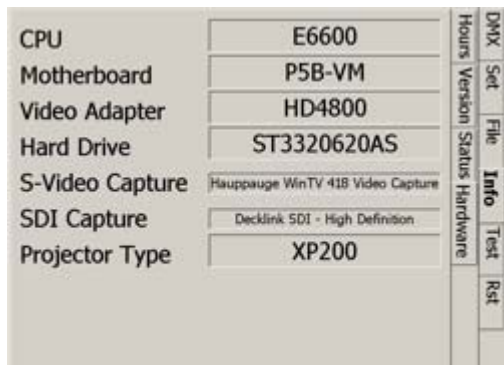 CPU E6600
Motherboard P5B-VM
Video Adapter HD4800
Hard Drive ST3320620AS
S-Video Capture Hauppauge WinTV 418 Video Capture
SDI Capture Decklink SDI - High Definition
Projector Type XP200
Hours Version Status Hardware
DMX Set File Info Test Rst